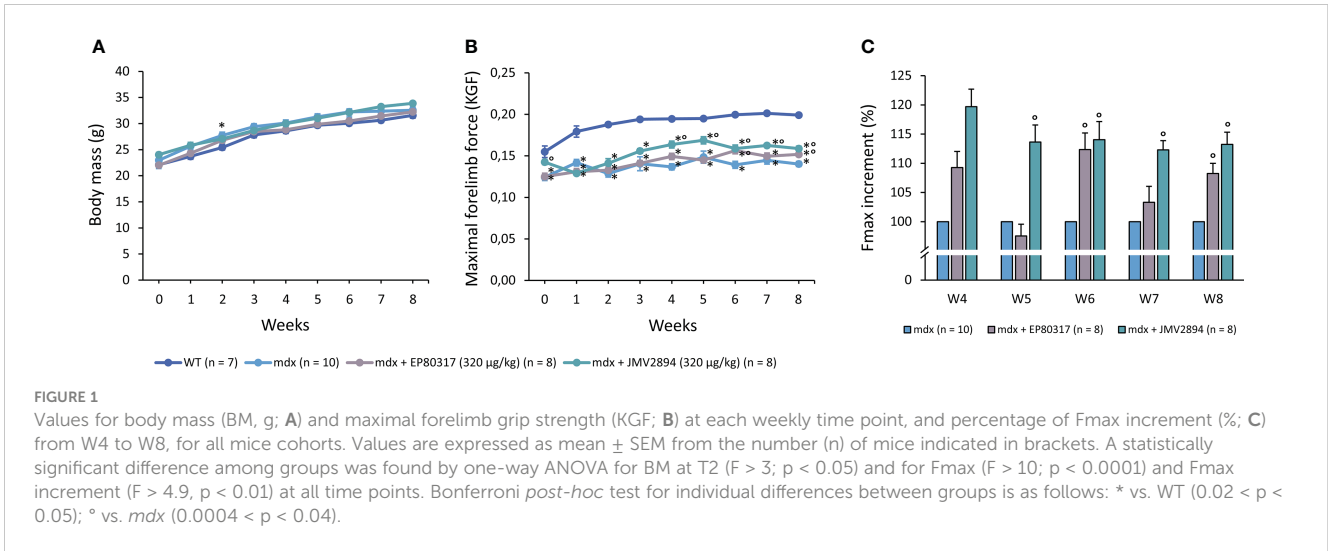 A
B
C
Body mass (g)
40
35
30
25
20
15
10
5
0
*
0 1 2 3 4 5 6 7 8
Weeks
Maximal forelimb force (KGF)
0,25
0,20
0,15
0,10
0,05
0,00
0 1 2 3 4 5 6 7 8
Weeks
Fmax increment (%)
125
120
115
110
105
100
0
W4 W5 W6 W7 W8
mdx (n = 10) mdx + EP80317 (n = 8) mdx + JMV2894 (n = 8)
WT (n = 7) mdx (n = 10) mdx + EP80317 (320 µg/kg) (n = 8) mdx + JMV2894 (320 µg/kg) (n = 8)
FIGURE 1
Values for body mass (BM, g; A) and maximal forelimb grip strength (KGF; B) at each weekly time point, and percentage of Fmax increment (%; C)
from W4 to W8, for all mice cohorts. Values are expressed as mean ± SEM from the number (n) of mice indicated in brackets. A statistically
significant difference among groups was found by one-way ANOVA for BM at T2 (F > 3; p < 0.05) and for Fmax (F > 10; p < 0.0001) and Fmax
increment (F > 4.9, p < 0.01) at all time points. Bonferroni post-hoc test for individual differences between groups is as follows: * vs. WT (0.02 < p <
0.05); ° vs. mdx (0.0004 < p < 0.04).